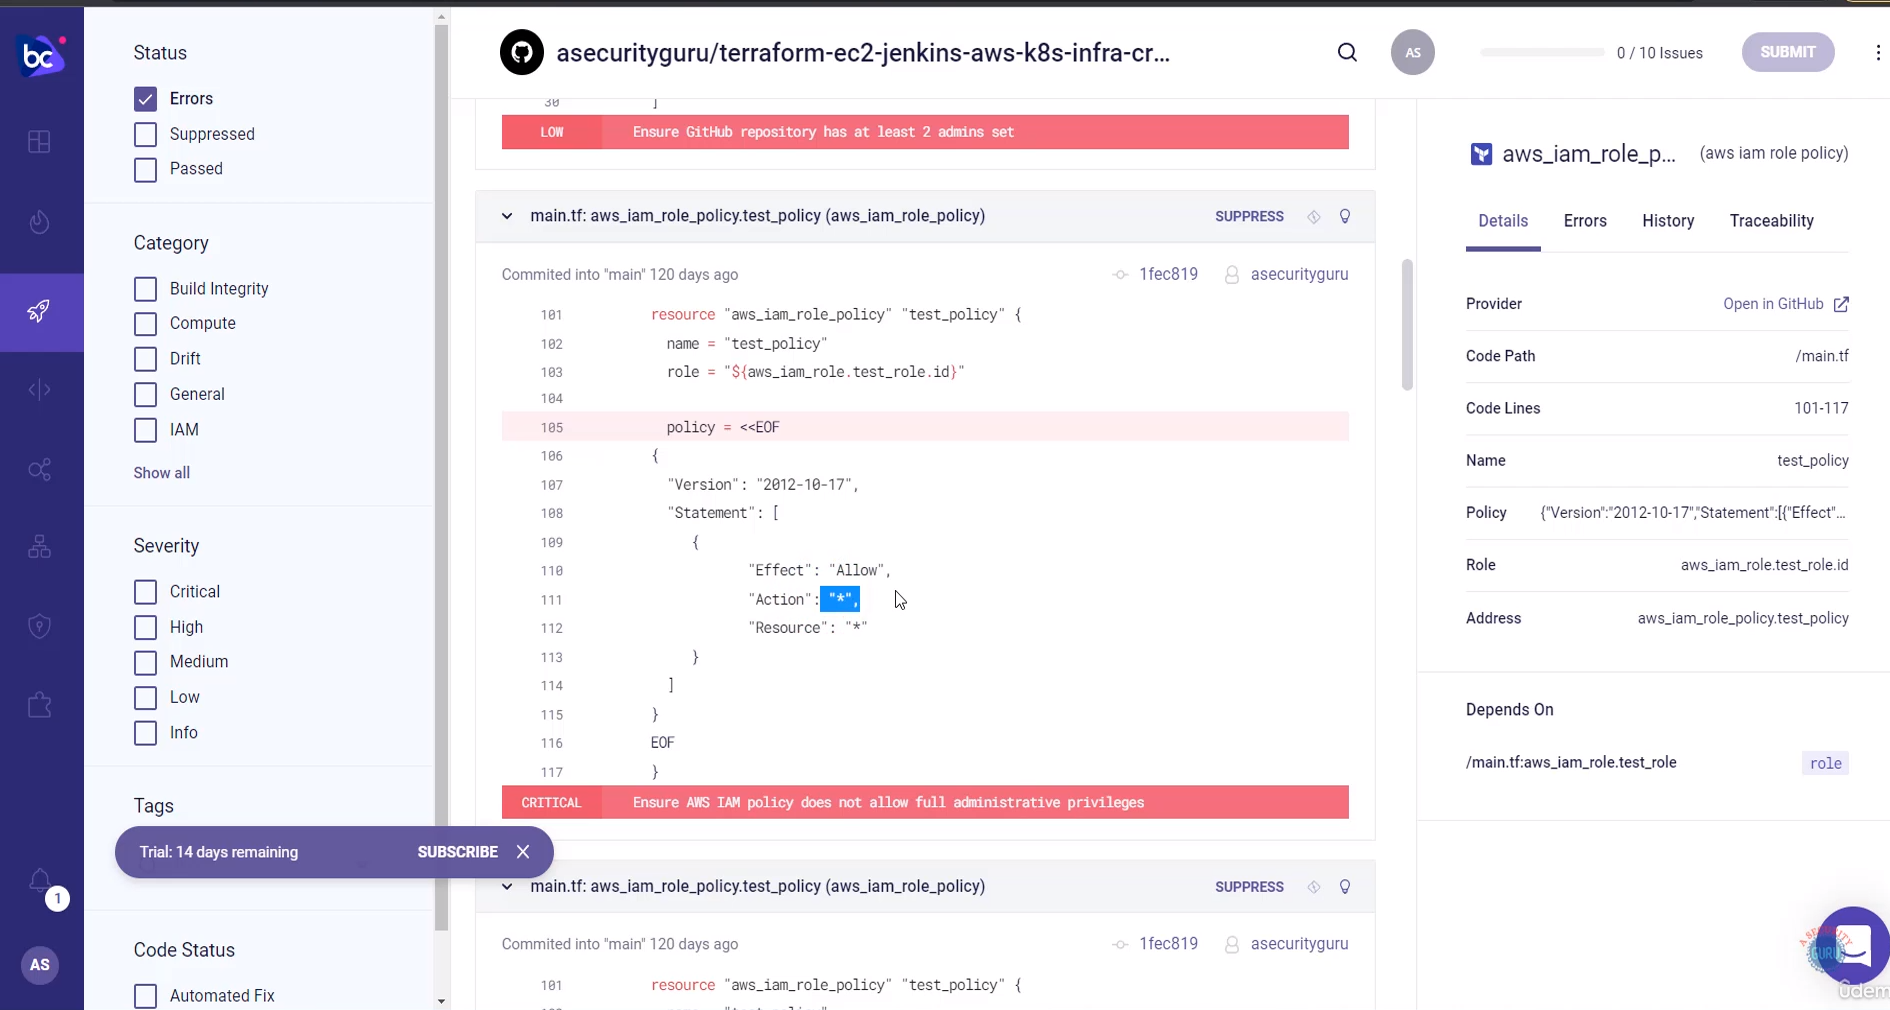 bc
Status
Errors
Suppressed
Passed
Category
Build Integrity
Compute
Drift
General
IAM
Show all
Severity
Critical
High
Medium
Low
Info
Tags
Trial: 14 days remaining SUBSCRIBE
Code Status
Automated Fix
1
AS
asecurityguru/terraform-ec2-jenkins-aws-k8s-infra-cr...
AS
0 / 10 Issues
SUBMIT
30 ]
LOW Ensure GitHub repository has at least 2 admins set
main.tf: aws_iam_role_policy.test_policy (aws_iam_role_policy) SUPPRESS
Commited into "main" 120 days ago 1fec819 asecurityguru
101 resource "aws_iam_role_policy" "test_policy" {
102 name = "test_policy"
103 role = "${aws_iam_role.test_role.id}"
104
105 policy = <<EOF
106 {
107 "Version": "2012-10-17",
108 "Statement": [
109 {
110 "Effect": "Allow",
111 "Action": "*",
112 "Resource": "*"
113 }
114 ]
115 }
116 EOF
117 }
CRITICAL Ensure AWS IAM policy does not allow full administrative privileges
main.tf: aws_iam_role_policy.test_policy (aws_iam_role_policy) SUPPRESS
Commited into "main" 120 days ago 1fec819 asecurityguru
101 resource "aws_iam_role_policy" "test_policy" {
aws_iam_role_p... (aws iam role policy)
Details Errors History Traceability
Provider Open in GitHub
Code Path /main.tf
Code Lines 101-117
Name test_policy
Policy {"Version":"2012-10-17","Statement":[{"Effect"...
Role aws_iam_role.test_role.id
Address aws_iam_role_policy.test_policy
Depends On
/main.tf:aws_iam_role.test_role role
A SECURITY
GURU